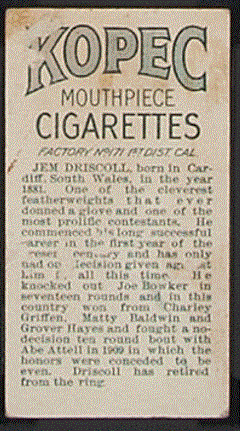 KOPEC
MOUTHPIECE
CIGARETTES
FACTORY Nº171 1ST DIST. CAL.
JEM DRISCOLL, born in Car-
diff, South Wales, in the year
1881. One of the cleverest
featherweights that ever
donned a glove and one of the
most prolific contestants. He
commenced his long successful
career in the first year of the
century and has only
had decision given
all this time. He
knocked out Joe Bowker in
seventeen rounds and in this
country won from Charley
Griffen, Matty Baldwin and
Grover Hayes and fought a no-
decision ten round bout with
Abe Attell in 1909 in which the
honors were conceded to be
even. Driscoll has retired
from the ring.